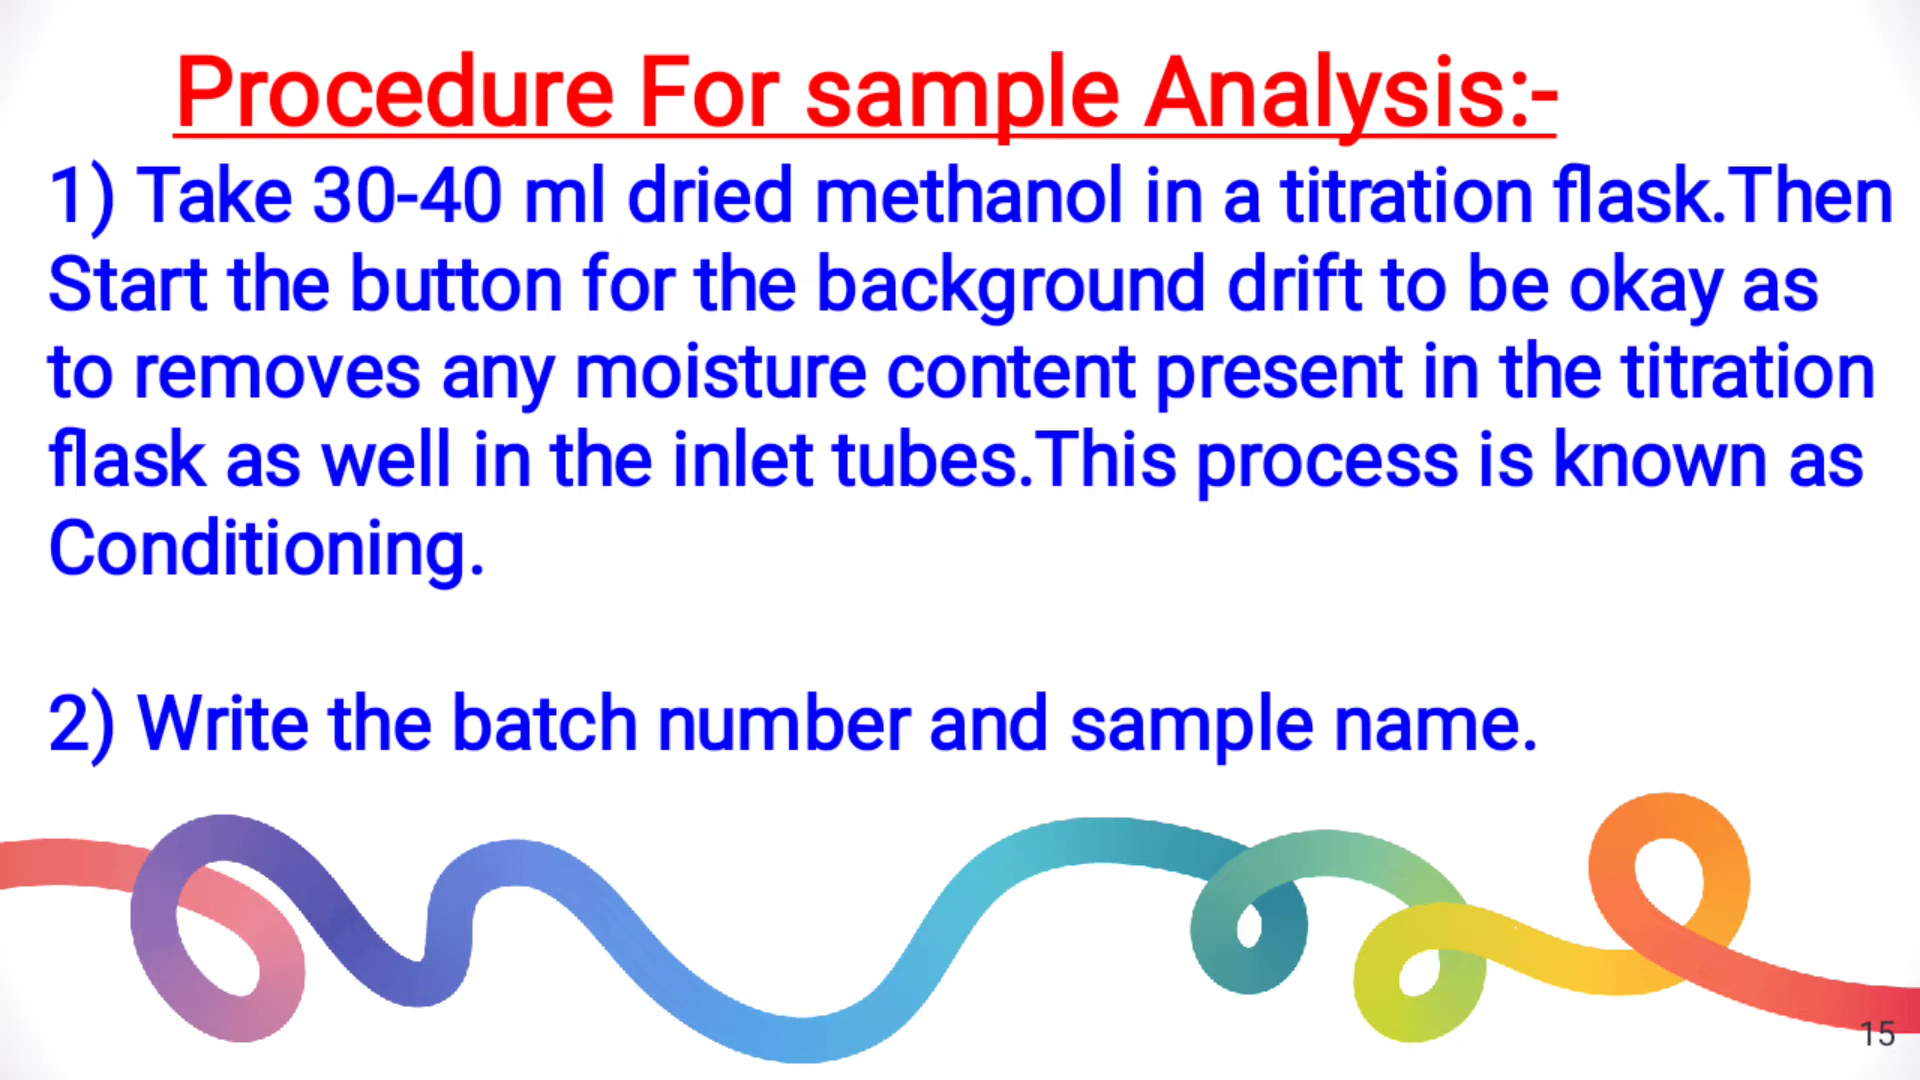 Procedure For sample Analysis:-
1) Take 30-40 ml dried methanol in a titration flask.Then
Start the button for the background drift to be okay as
to removes any moisture content present in the titration
flask as well in the inlet tubes.This process is known as
Conditioning.
2) Write the batch number and sample name.
15